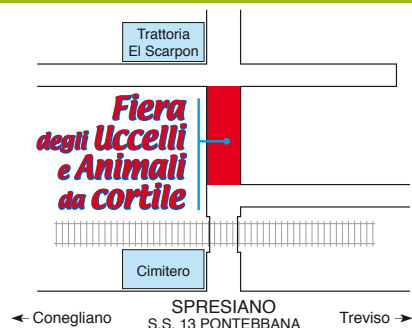 Trattoria
El Scarpon
Fiera
degli Uccelli
e Animali
da cortile
Cimitero
← Conegliano
SPRESIANO
S.S. 13 PONTEBBANA
Treviso →